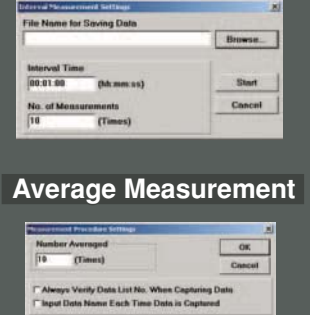 Interval Measurement Settings
File Name for Saving Data
Browse...
Interval Time
00:01:00 (hh:mm:ss)
Start
No. of Measurements
Cancel
10 (Times)
Average Measurement
Measurement Procedure Settings
Number Averaged
OK
10 (Times)
Cancel
Always Verify Data List No. When Capturing Data
Input Data Name Each Time Data is Captured